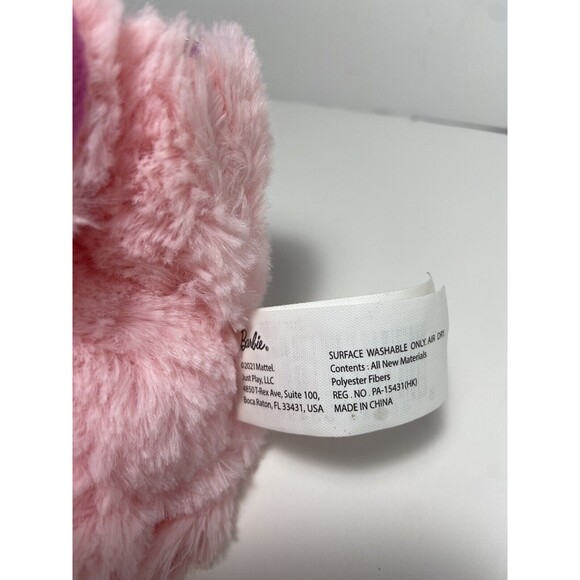 Barbie®
©2021 Mattel.
Just Play, LLC
4850 T-Rex Ave, Suite 100,
Boca Raton, FL 33431, USA
SURFACE WASHABLE ONLY. AIR DRY
Contents : All New Materials
Polyester Fibers
REG . NO . PA-15431(HK)
MADE IN CHINA